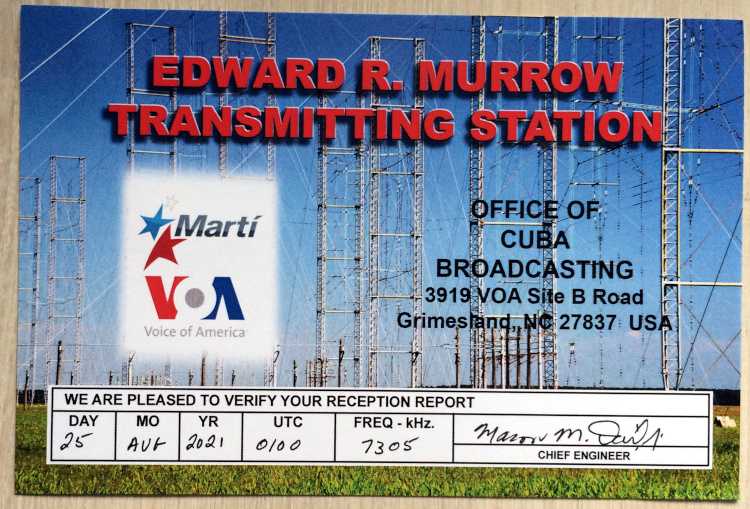 EDWARD R. MURROW
TRANSMITTING STATION
Martí
VOA
Voice of America
OFFICE OF
CUBA
BROADCASTING
3919 VOA Site B Road
Grimesland,, NC 27837 USA
WE ARE PLEASED TO VERIFY YOUR RECEPTION REPORT
DAY MO YR UTC FREQ - kHz.
25 AUG 2021 0100 7305
Macon M.
CHIEF ENGINEER